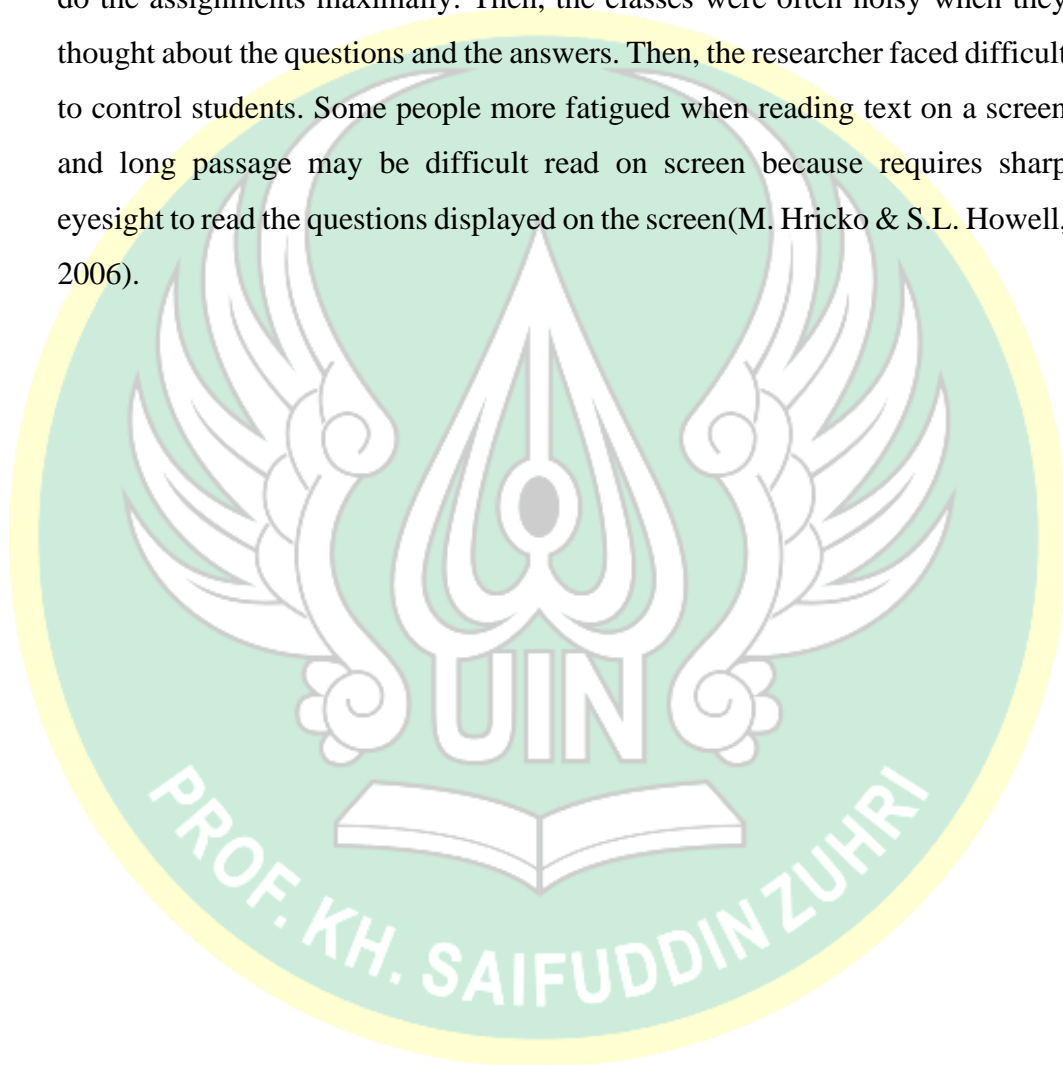 do the assignments maximally. Then, the classes were often noisy when they
thought about the questions and the answers. Then, the researcher faced difficult
to control students. Some people more fatigued when reading text on a screen
and long passage may be difficult read on screen because requires sharp
eyesight to read the questions displayed on the screen(M. Hricko & S.L. Howell,
2006).
UIN
PROF. KH. SAIFUDDIN ZUHRI